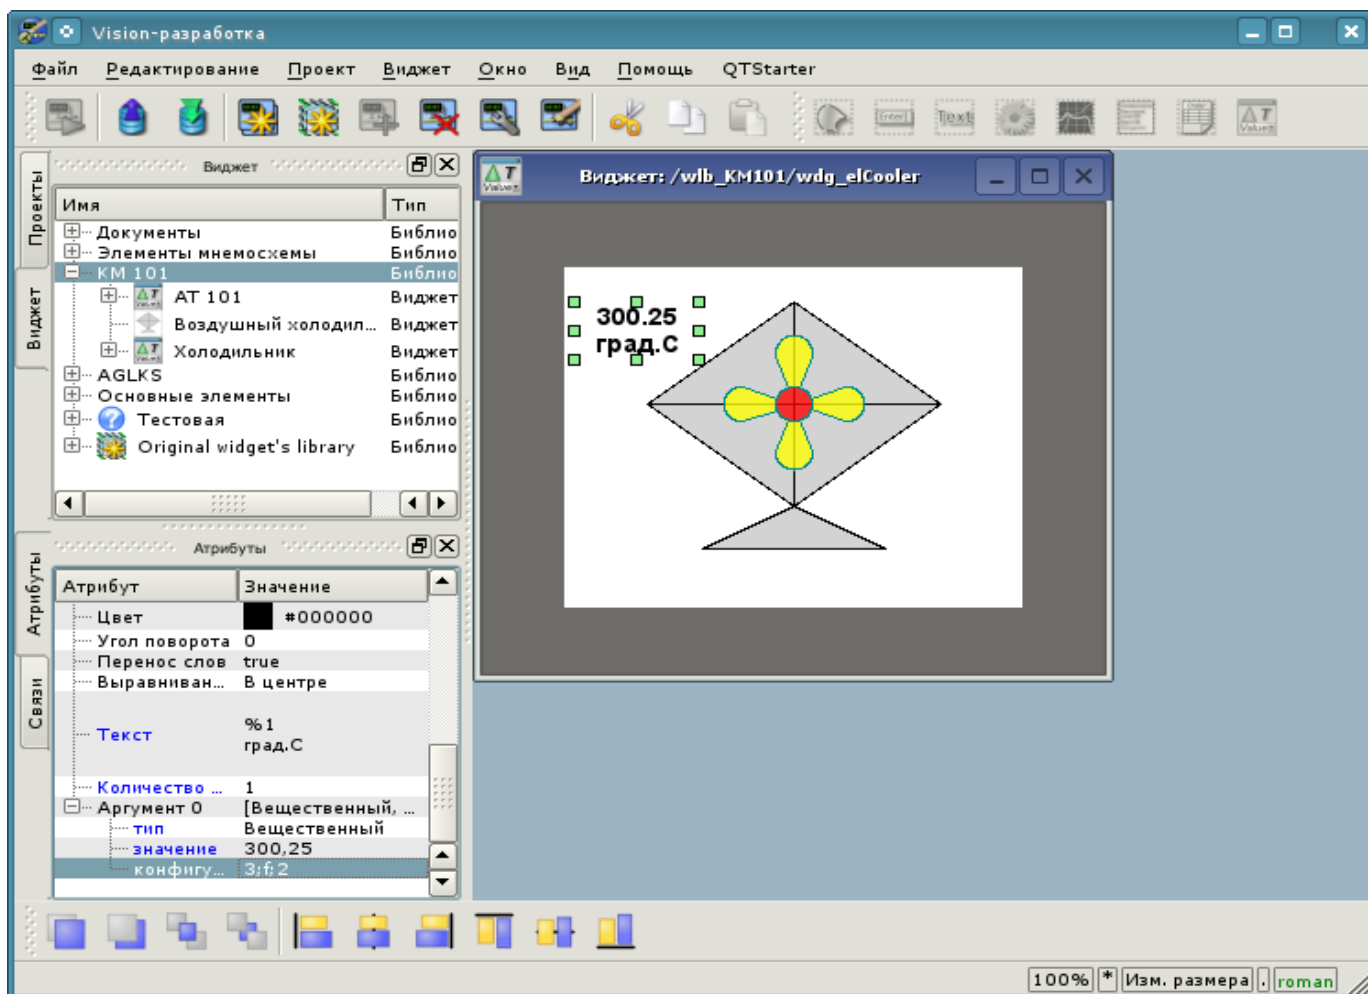 Vision-разработка
Файл Редактирование Проект Виджет Окно Вид Помощь QTStarter
Enter| Text ΔT
Проекты
Виджет
Виджет
Имя Тип
Документы Библио
Элементы мнемосхемы Библио
КМ 101 Библио
АТ 101 Виджет
Воздушный холодил... Виджет
Холодильник Виджет
AGLKS Библио
Основные элементы Библио
Тестовая Библио
Original widget's library Библио
Атрибуты
Связи
Атрибуты
Атрибут Значение
Цвет #000000
Угол поворота 0
Перенос слов true
Выравниван... В центре
Текст %1
град.С
Количество ... 1
Аргумент 0 [Вещественный, ...
тип Вещественный
значение 300,25
конфигу... 3;f;2
Виджет: /wlb_KM101/wdg_elCooler
300.25
град.С
100% * Изм. размера . roman